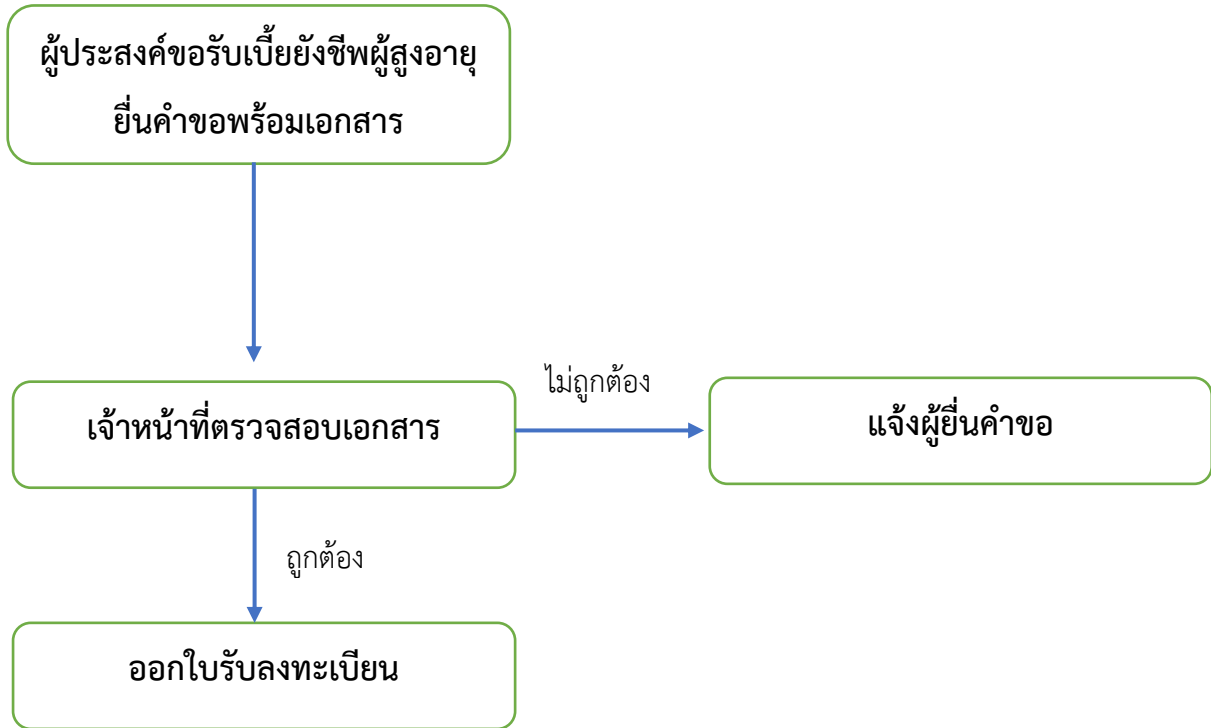 ผู้ประสงค์ขอรับเบี้ยยังชีพผู้สูงอายุ
ยื่นคำขอพร้อมเอกสาร
ไม่ถูกต้อง
เจ้าหน้าที่ตรวจสอบเอกสาร
แจ้งผู้ยื่นคำขอ
ถูกต้อง
ออกใบรับลงทะเบียน